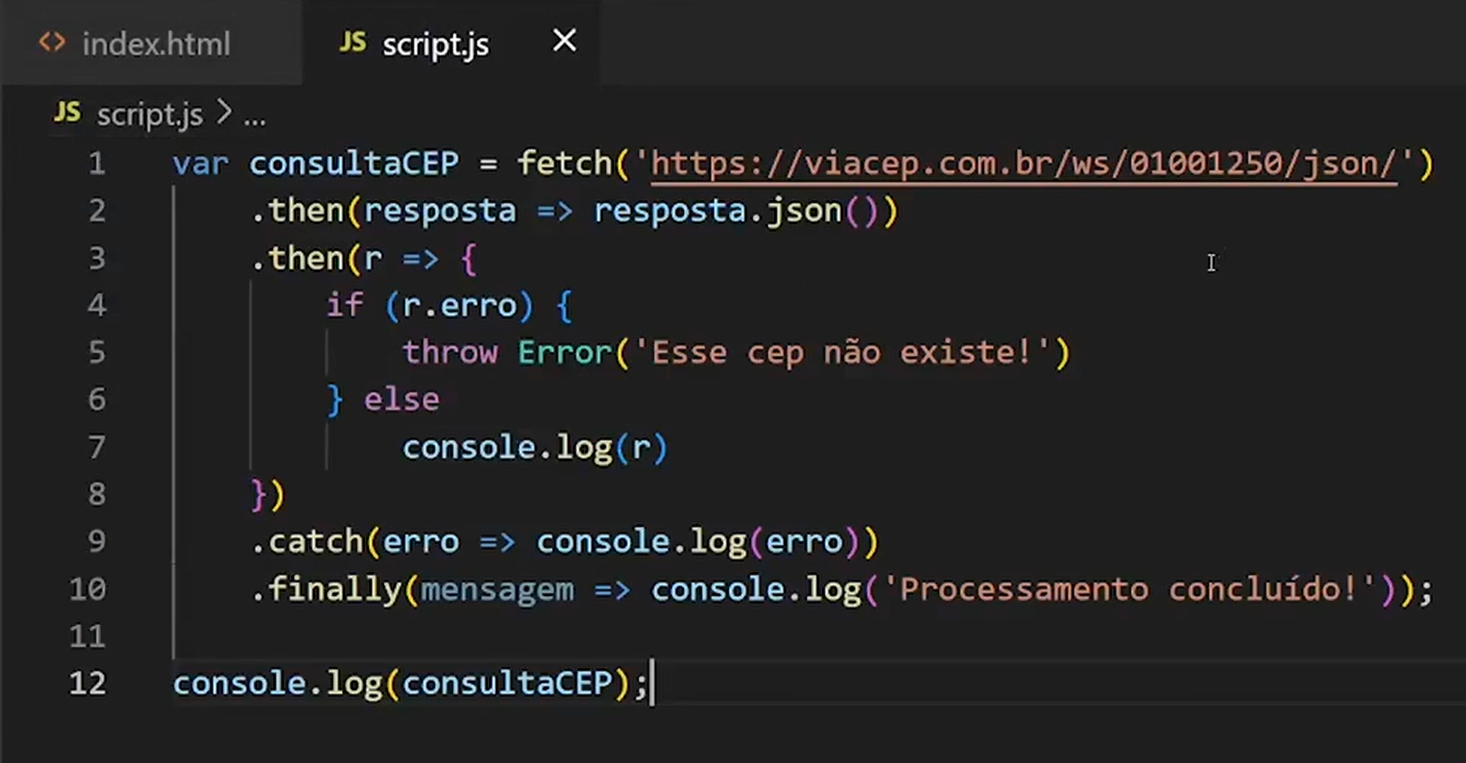 <> index.html JS script.js ×
JS script.js > ...
1 var consultaCEP = fetch('https://viacep.com.br/ws/01001250/json/')
2     .then(resposta => resposta.json())
3     .then(r => {
4         if (r.erro) {
5             throw Error('Esse cep não existe!')
6         } else
7             console.log(r)
8     })
9     .catch(erro => console.log(erro))
10     .finally(mensagem => console.log('Processamento concluído!'));
11
12 console.log(consultaCEP);